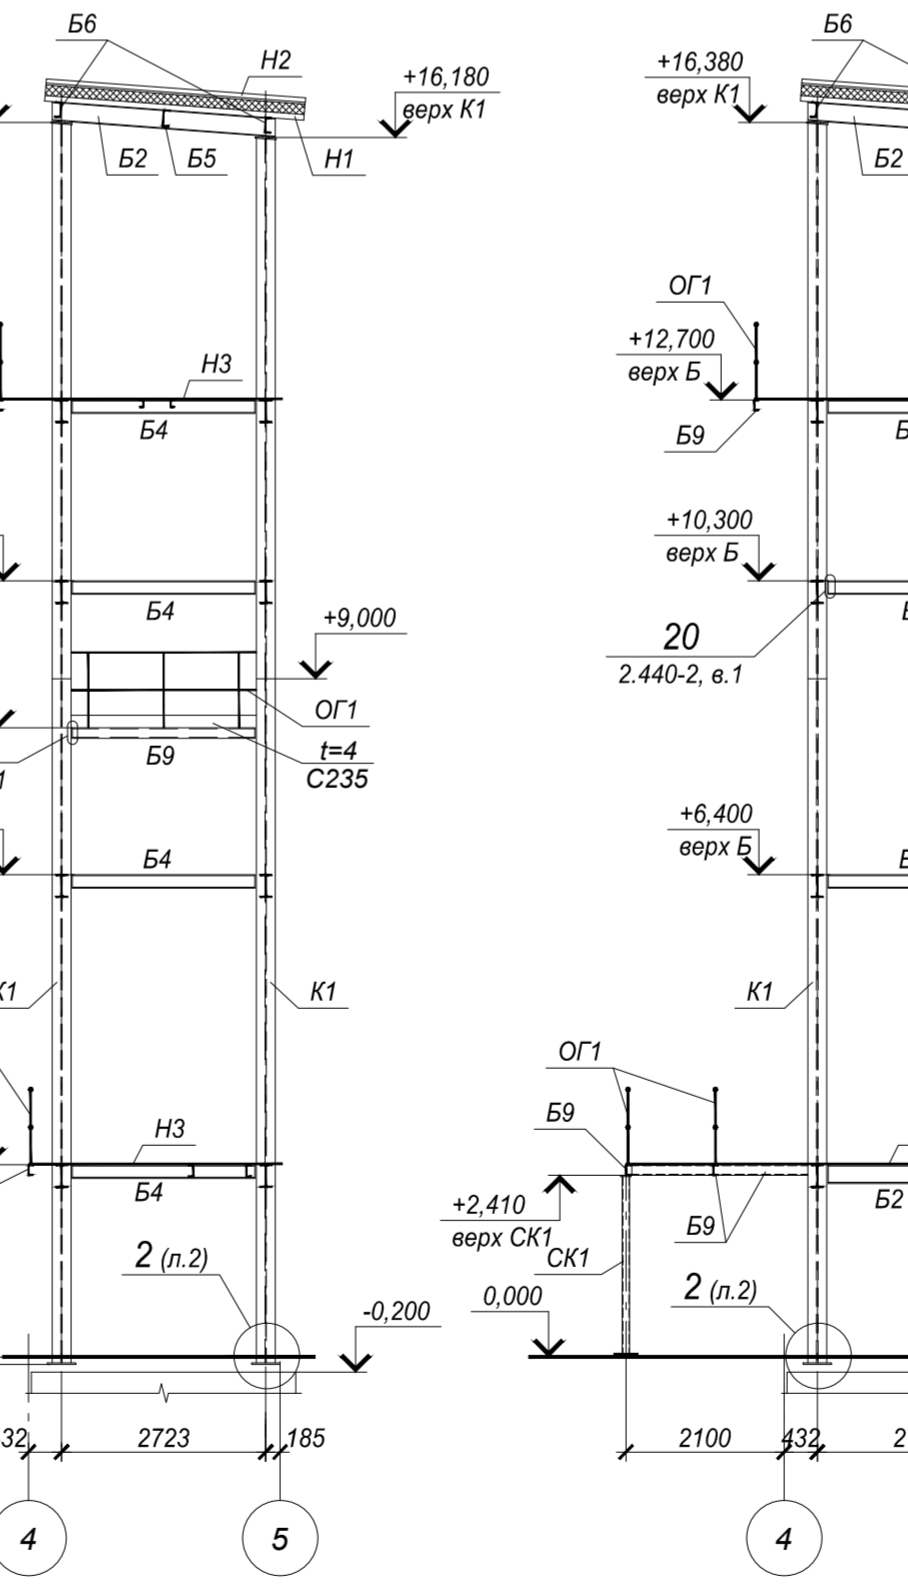 Б6
Н2
+16,180
верх К1
Б2
Б5
Н1
Н3
Б4
Б4
+9,000
ОГ1
Б9
t=4
С235
Б4
К1
К1
Н3
Б4
2 (л.2)
-0,200
32
2723
185
4
5
Б6
+16,380
верх К1
Б2
ОГ1
+12,700
верх Б
Б9
+10,300
верх Б
20
2.440-2, в.1
+6,400
верх Б
К1
ОГ1
Б9
+2,410
верх СК1
СК1
Б9
Б2
0,000
2 (л.2)
2100
432
2
4